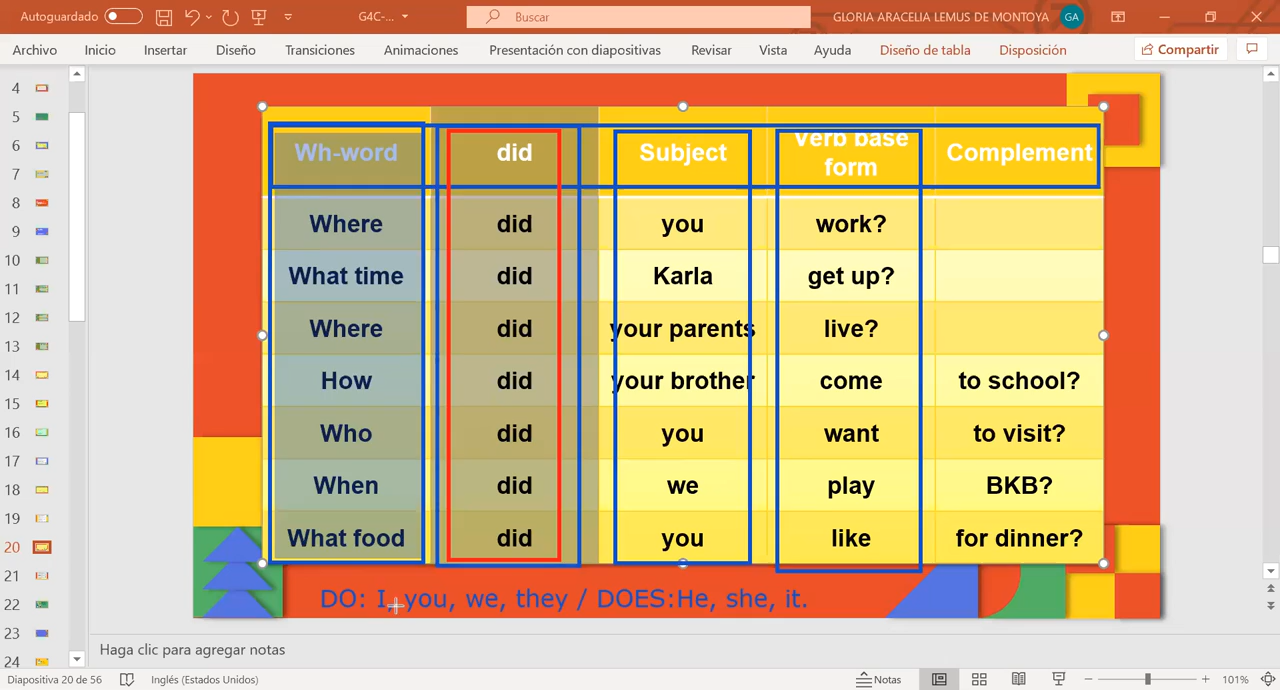 Autoguardado G4C-... Buscar GLORIA ARACELIA LEMUS DE MONTOYA GA
Archivo Inicio Insertar Diseño Transiciones Animaciones Presentación con diapositivas Revisar Vista Ayuda Diseño de tabla Disposición Compartir
4
5
6
7
8
9
10
11
12
13
14
15
16
17
18
19
20
21
22
23
24
Wh-word did Subject Verb base form Complement
Where did you work?
What time did Karla get up?
Where did your parents live?
How did your brother come to school?
Who did you want to visit?
When did we play BKB?
What food did you like for dinner?
DO: I, you, we, they / DOES:He, she, it.
Haga clic para agregar notas
Diapositiva 20 de 56 Inglés (Estados Unidos) Notas 101%